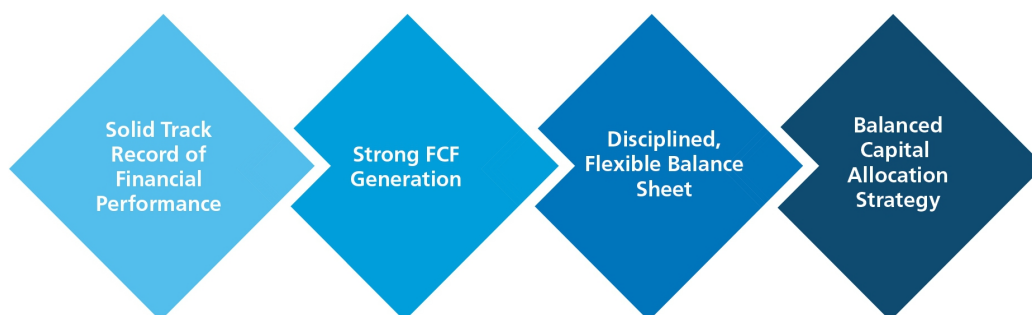 Solid Track
Record of
Financial
Performance
Strong FCF
Generation
Disciplined,
Flexible Balance
Sheet
Balanced
Capital
Allocation
Strategy